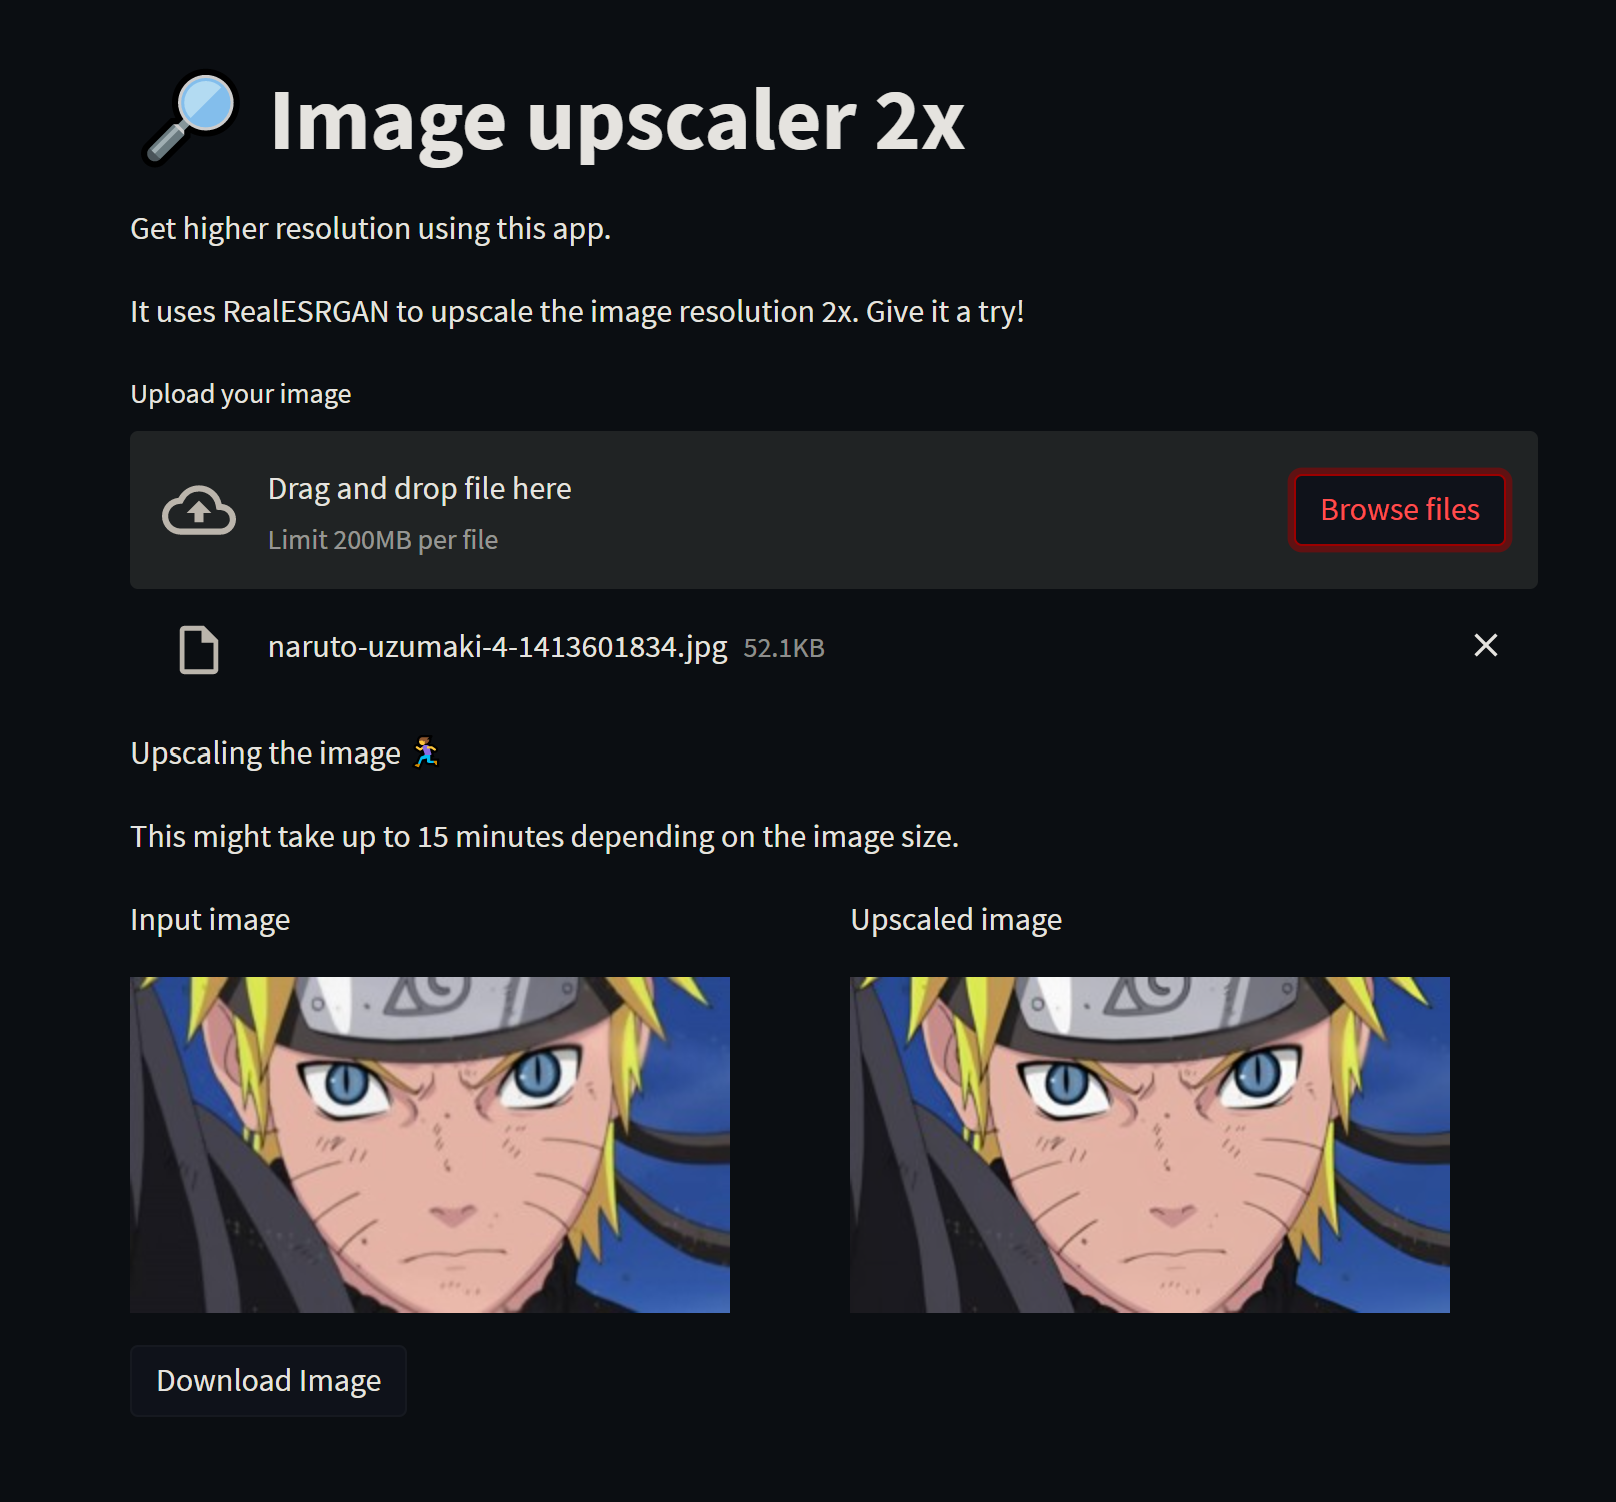 Image upscaler 2x
Get higher resolution using this app.
It uses RealESRGAN to upscale the image resolution 2x. Give it a try!
Upload your image
Drag and drop file here
Limit 200MB per file
Browse files
naruto-uzumaki-4-1413601834.jpg 52.1KB
Upscaling the image
This might take up to 15 minutes depending on the image size.
Input image
Upscaled image
Download Image